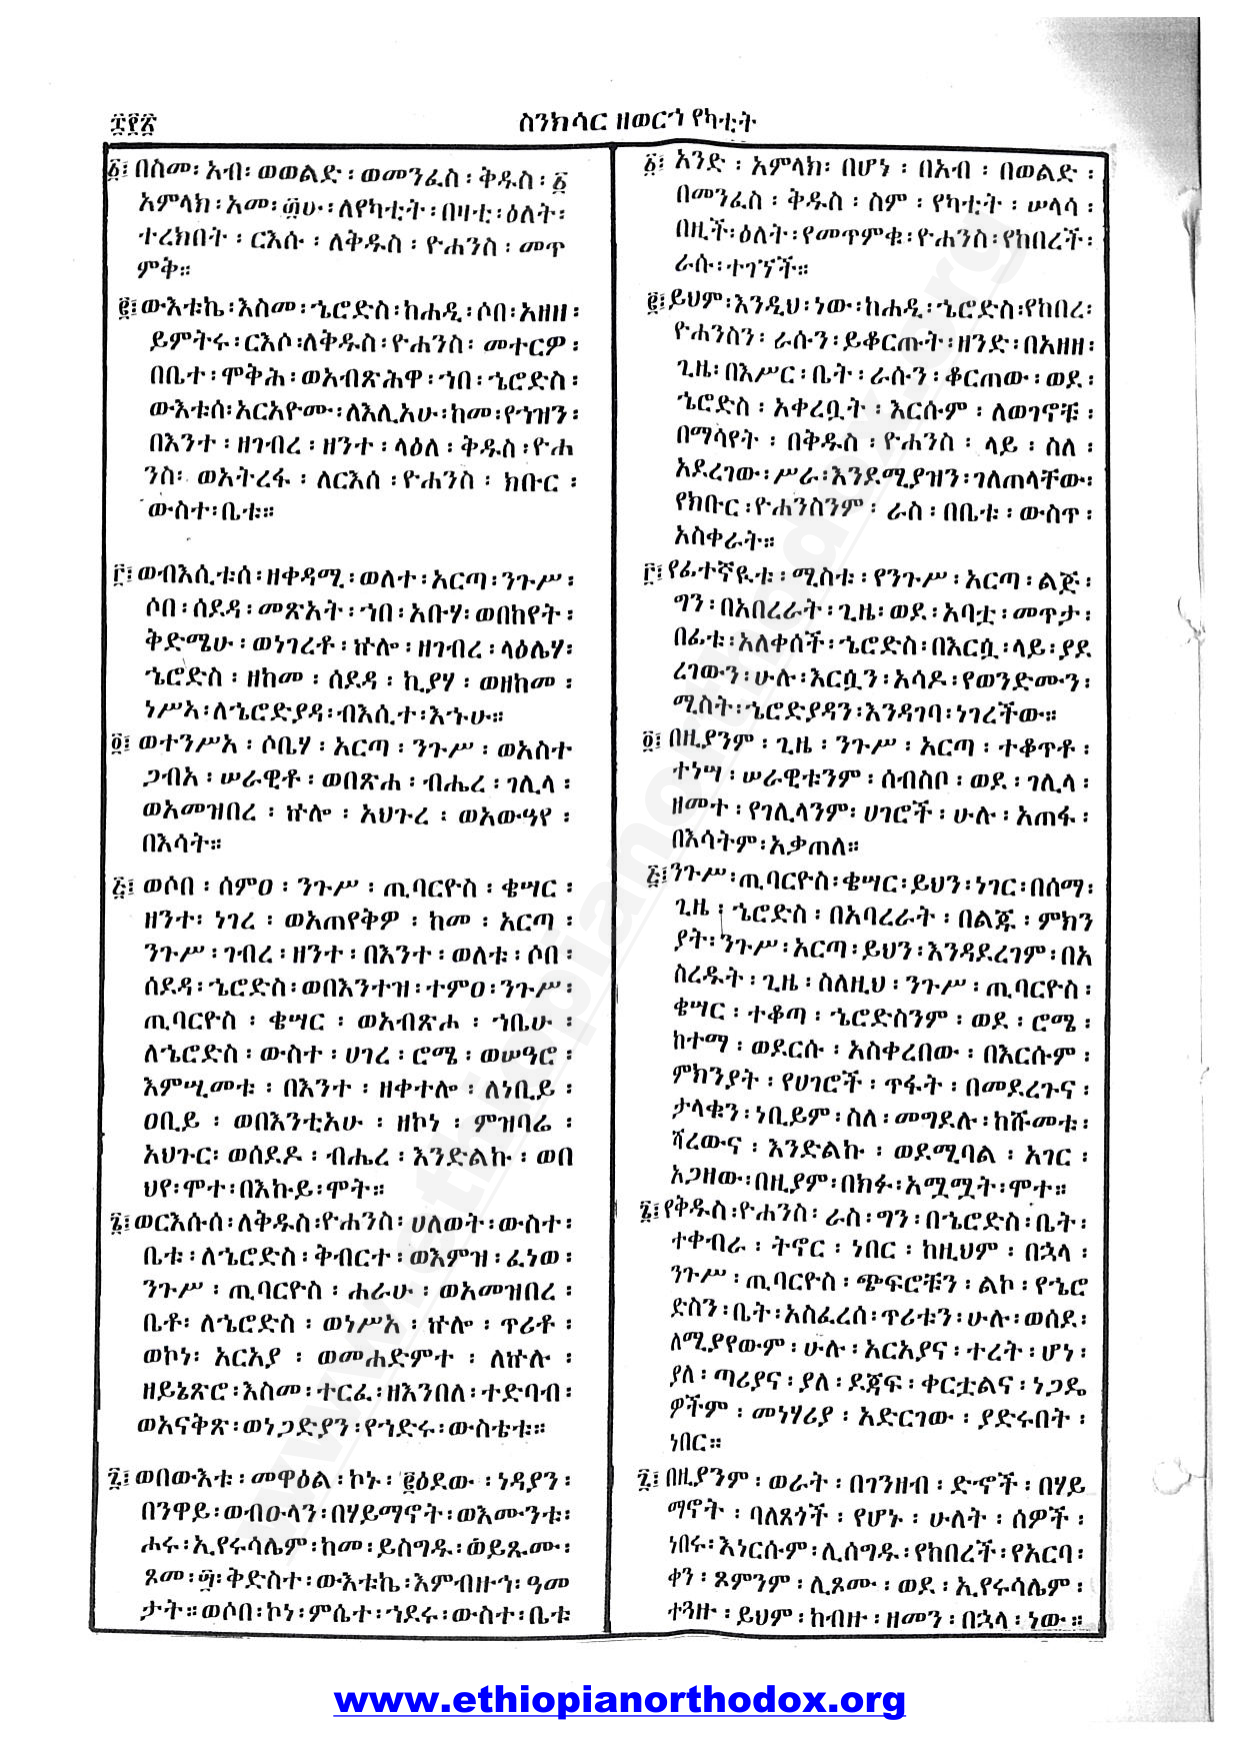 ፰፻፳
ስንክሳር ዘወርኀ የካቲት
፩፤ በስመ፡ አብ፡ ወወልድ ፡ ወመንፈስ ፡ ቅዱስ ፡ ፩
አምላክ ፡ አመ ፡ ፴ሁ ፡ ለየካቲት ፡ በዛቲ ፡ ዕለት፡
ተረክበት ፡ ርእሱ ፡ ለቅዱስ ፡ ዮሐንስ ፡ መጥ
ምቅ።
፪፤ ውእቱኬ ፡ እስመ ፡ ኄሮድስ ፡ ከሐዲ ፡ ሶበ ፡ አዘዘ ፡
ይምትሩ ፡ ርእሶ ፡ ለቅዱስ ፡ ዮሐንስ ፡ መተርዎ ፡
በቤተ ፡ ሞቅሕ ፡ ወአብጽሕዋ ፡ ኀበ ፡ ኄሮድስ ፡
ውእቱሰ፡ አርአዮሙ ፡ ለእሊአሁ ፡ ከመ ፡ የኀዝን ፡
በእንተ ፡ ዘገብረ ፡ ዘንተ ፡ ላዕለ ፡ ቅዱስ ፡ ዮሐ
ንስ፡ ወአትረፋ ፡ ለርእሰ ፡ ዮሐንስ ፡ ክቡር ፡
ውስተ ፡ ቤቱ።
፫፤ ወብእሲቱሰ ፡ ዘቀዳሚ ፡ ወለተ ፡ አርጣ ፡ ንጉሥ ፡
ሶበ ፡ ሰደዳ ፡ መጽአት ፡ ኀበ ፡ አቡሃ፡ ወበከየት ፡
ቅድሜሁ ፡ ወነገረቶ ፡ ኵሎ ፡ ዘገብረ ፡ ላዕሌሃ፡
ኄሮድስ ፡ ዘከመ ፡ ሰደዳ ፡ ኪያሃ ፡ ወዘከመ ፡
ነሥአ ፡ ለኄሮድያዳ ፡ ብእሲተ ፡ እኁሁ።
፬፤ ወተንሥአ ፡ ሶቤሃ ፡ አርጣ ፡ ንጉሥ ፡ ወአስተ
ጋብአ ፡ ሠራዊቶ ፡ ወበጽሐ ፡ ብሔረ ፡ ገሊላ ፡
ወአመዝበረ ፡ ኵሎ ፡ አህጉረ ፡ ወአውዓየ ፡
በእሳት።
፭፤ ወሶበ ፡ ሰምዐ ፡ ንጉሥ ፡ ጢባርዮስ ፡ ቄሣር ፡
ዘንተ፡ ነገረ ፡ ወአጠየቅዎ ፡ ከመ ፡ አርጣ ፡
ንጉሥ ፡ ገብረ ፡ ዘንተ ፡ በእንተ ፡ ወለቱ ፡ ሶበ ፡
ሰደዳ ፡ ኄሮድስ ፡ ወበእንተዝ ፡ ተምዐ ፡ ንጉሥ ፡
ጢባርዮስ ፡ ቄሣር ፡ ወአብጽሖ ፡ ኀቤሁ ፡
ለኄሮድስ ፡ ውስተ ፡ ሀገረ ፡ ሮሜ ፡ ወሠዓሮ ፡
እምሢመቱ ፡ በእንተ ፡ ዘቀተሎ ፡ ለነቢይ ፡
ዐቢይ ፡ ወበእንቲአሁ ፡ ዘኮነ ፡ ምዝባሬ ፡
አህጉር፡ ወሰደዶ ፡ ብሔረ ፡ እንድልኩ ፡ ወበ
ህየ ፡ ሞተ ፡ በእኩይ ፡ ሞት።
፮፤ ወርእሱሰ ፡ ለቅዱስ ፡ ዮሐንስ ፡ ሀለወት ፡ ውስተ ፡
ቤቱ ፡ ለኄሮድስ ፡ ቅብርተ ፡ ወእምዝ ፡ ፈነወ ፡
ንጉሥ ፡ ጢባርዮስ ፡ ሐራሁ ፡ ወአመዝበረ ፡
ቤቶ፡ ለኄሮድስ ፡ ወነሥአ ፡ ኵሎ ፡ ጥሪቶ ፡
ወኮነ፡ አርአያ ፡ ወመሐድምተ ፡ ለኵሉ ፡
ዘይኔጽሮ ፡ እስመ ፡ ተርፈ ፡ ዘእንበለ ፡ ተድባብ ፡
ወአናቅጽ ፡ ወነጋድያን ፡ የኀድሩ ፡ ውስቴቱ።
፯፤ ወበውእቱ ፡ መዋዕል ፡ ኮኑ ፡ ፪ዕደው ፡ ነዳያን ፡
በንዋይ ፡ ወብዑላን ፡ በሃይማኖት ፡ ወእሙንቱ፡
ሖሩ ፡ ኢየሩሳሌም ፡ ከመ ፡ ይስግዱ ፡ ወይጹሙ ፡
ጾመ ፡ ፵፡ ቅድስተ ፡ ውእቱኬ ፡ እምብዙኅ ፡ ዓመ
ታት። ወሶበ ፡ ኮነ ፡ ምሴተ ፡ ኀደሩ ፡ ውስተ ፡ ቤቱ
፩፤ አንድ ፡ አምላክ፡ በሆነ ፡ በአብ ፡ በወልድ ፡
በመንፈስ ፡ ቅዱስ ፡ ስም ፡ የካቲት ፡ ሠላሳ ፡
በዚች ፡ ዕለት ፡ የመጥምቁ ፡ ዮሐንስ ፡ የከበረች፡
ራሱ ፡ ተገኘች።
፪፤ ይህም ፡ እንዲህ ፡ ነው ፡ ከሐዲ ፡ ኄሮድስ ፡ የከበረ፡
ዮሐንስን ፡ ራሱን ፡ ይቆርጡት ፡ ዘንድ ፡ በአዘዘ፡
ጊዜ፡ በእሥር ፡ ቤት ፡ ራሱን ፡ ቆርጠው ፡ ወደ ፡
ኄሮድስ ፡ አቀረቧት ፡ እርሱም ፡ ለወገኖቹ ፡
በማሳየት ፡ በቅዱስ ፡ ዮሐንስ ፡ ላይ ፡ ስለ ፡
አደረገው ፡ ሥራ ፡ እንደሚያዝን ፡ ገለጠላቸው፡
የክቡር ፡ ዮሐንስንም ፡ ራስ ፡ በቤቱ ፡ ውስጥ ፡
አስቀራት።
፫፤ የፊተኛዪቱ ፡ ሚስቱ ፡ የንጉሥ ፡ አርጣ ፡ ልጅ ፡
ግን ፡ በአበረራት ፡ ጊዜ፡ ወደ ፡ አባቷ ፡ መጥታ ፡
በፊቱ ፡ አለቀሰች ፡ ኄሮድስ ፡ በእርሷ ፡ ላይ ፡ ያደ
ረገውን ፡ ሁሉ ፡ እርሷን ፡ አሳዶ ፡ የወንድሙን ፡
ሚስት ፡ ኄሮድያዳን ፡ እንዳገባ ፡ ነገረችው።
፬፤ በዚያንም ፡ ጊዜ ፡ ንጉሥ ፡ አርጣ ፡ ተቆጥቶ ፡
ተነሣ ፡ ሠራዊቱንም ፡ ሰብስቦ ፡ ወደ ፡ ገሊላ ፡
ዘመተ ፡ የገሊላንም፡ ሀገሮች ፡ ሁሉ ፡ አጠፋ ፡
በእሳትም ፡ አቃጠለ።
፭፤ ንጉሥ ፡ ጢባርዮስ ፡ ቄሣር ፡ ይህን ፡ ነገር ፡ በሰማ፡
ጊዜ ፡ ኄሮድስ ፡ በአባረራት ፡ በልጁ ፡ ምክን
ያት፡ ንጉሥ ፡ አርጣ ፡ ይህን ፡ እንዳደረገም ፡ በአ
ስረዱት ፡ ጊዜ ፡ ስለዚህ ፡ ንጉሥ ፡ ጢባርዮስ ፡
ቄሣር ፡ ተቆጣ ፡ ኄሮድስንም ፡ ወደ ፡ ሮሜ ፡
ከተማ ፡ ወደርሱ ፡ አስቀረበው ፡ በእርሱም ፡
ምክንያት ፡ የሀገሮች ፡ ጥፋት ፡ በመደረጉና ፡
ታላቁን ፡ ነቢይም ፡ ስለ ፡ መግደሉ ፡ ከሹመቱ ፡
ሻረውና ፡ እንድልኩ ፡ ወደሚባል ፡ አገር ፡
አጋዘው ፡ በዚያም ፡ በክፉ ፡ አሟሟት ፡ ሞተ።
፮፤ የቅዱስ ፡ ዮሐንስ ፡ ራስ ፡ ግን ፡ በኄሮድስ ፡ ቤት ፡
ተቀብራ ፡ ትኖር ፡ ነበር ፡ ከዚህም ፡ በኋላ ፡
ንጉሥ ፡ ጢባርዮስ ፡ ጭፍሮቹን ፡ ልኮ ፡ የኄሮ
ድስን ፡ ቤት ፡ አስፈረሰ ፡ ጥሪቱን ፡ ሁሉ ፡ ወሰደ፡
ለሚያየውም ፡ ሁሉ ፡ አርአያና ፡ ተረት ፡ ሆነ ፡
ያለ ፡ ጣሪያና ፡ ያለ ፡ ደጃፍ ፡ ቀርቷልና ፡ ነጋዴ
ዎችም ፡ መነሃሪያ ፡ አድርገው ፡ ያድሩበት ፡
ነበር።
፯፤ በዚያንም ፡ ወራት ፡ በገንዘብ ፡ ድኆች ፡ በሃይ
ማኖት ፡ ባለጸጎች ፡ የሆኑ ፡ ሁለት ፡ ሰዎች ፡
ነበሩ፡ እነርሱም ፡ ሊሰግዱ ፡ የከበረች ፡ የአርባ፡
ቀን ፡ ጾምንም ፡ ሊጾሙ ፡ ወደ ፡ ኢየሩሳሌም ፡
ተጓዙ ፡ ይህም ፡ ከብዙ ፡ ዘመን ፡ በኋላ ፡ ነው ።
www.ethiopianorthodox.org